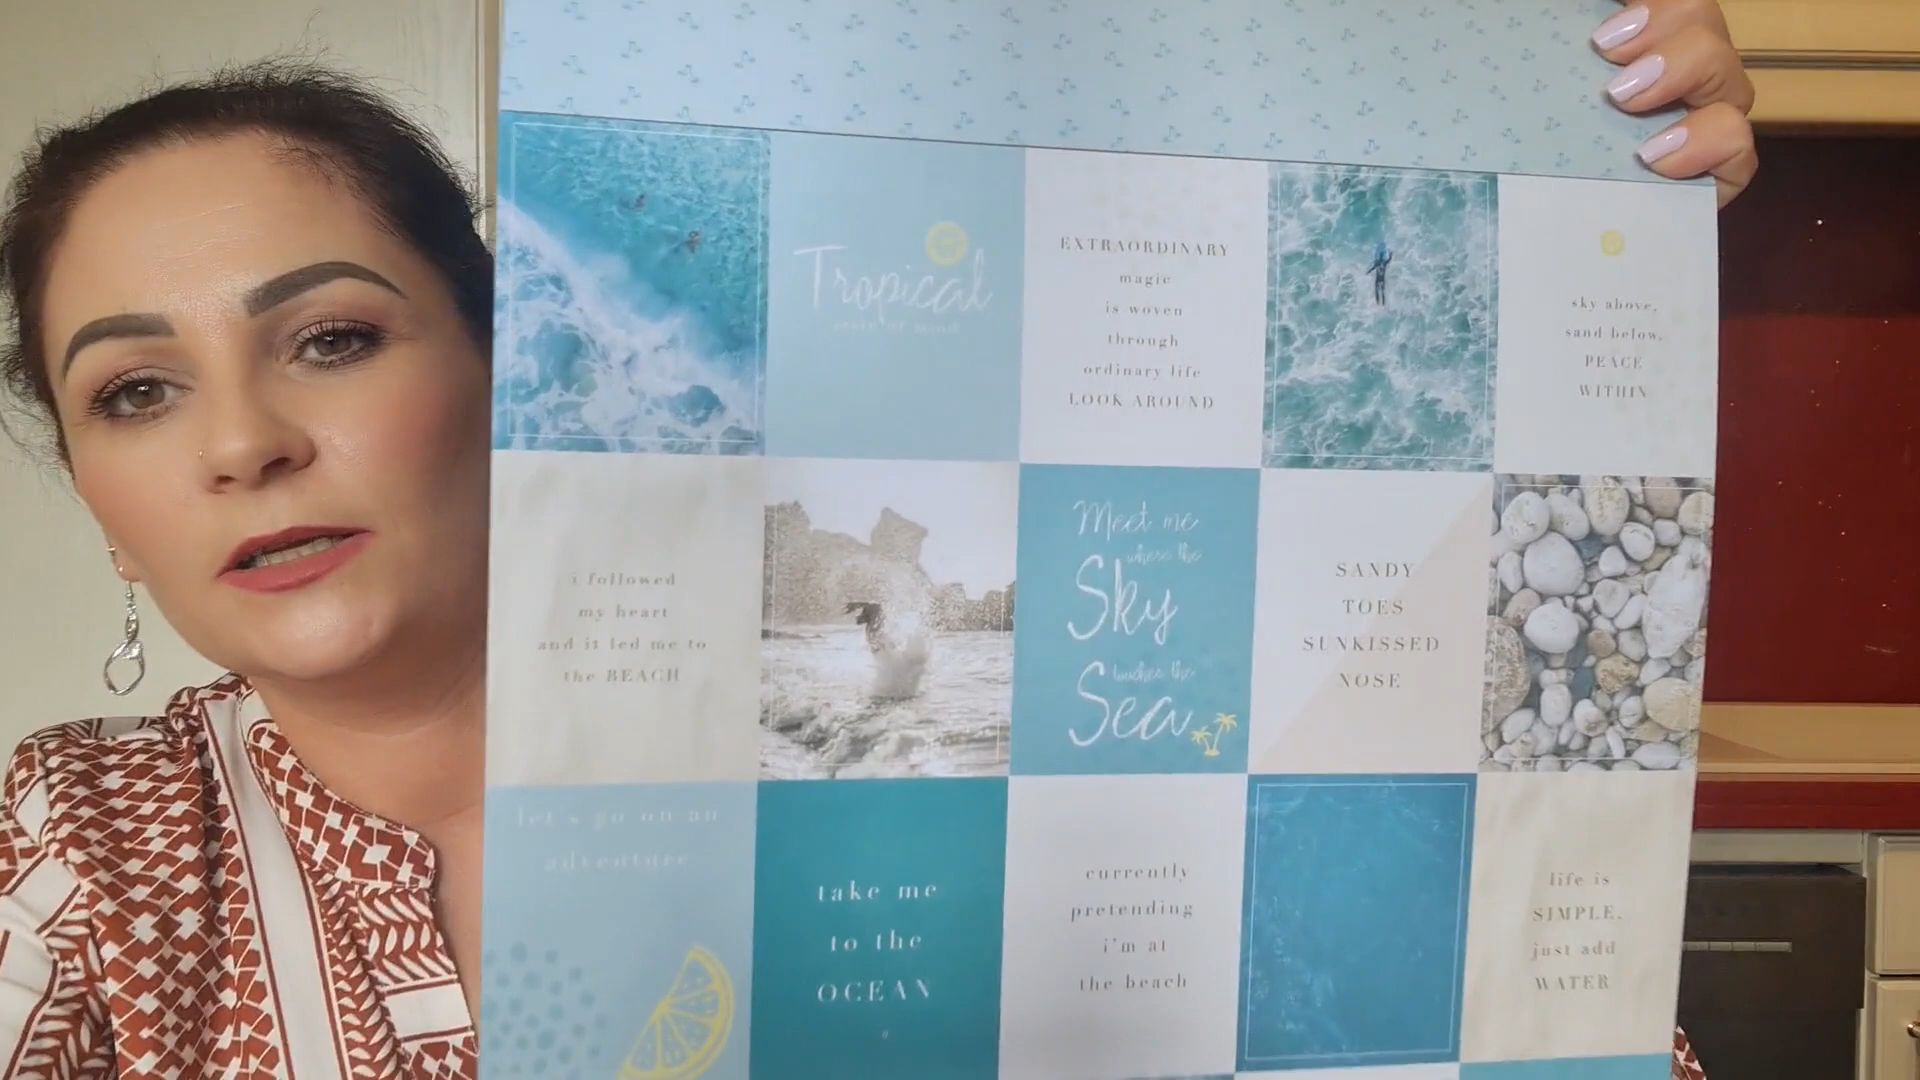 Tropical
state of mind
EXTRAORDINARY
magic
is woven
through
ordinary life
LOOK AROUND
sky above,
sand below,
PEACE
WITHIN
i followed
my heart
and it led me to
the BEACH
Meet me
where the
Sky
touches the
Sea
SANDY
TOES
SUNKISSED
NOSE
let's go on an
adventure
take me
to the
OCEAN
currently
pretending
i'm at
the beach
life is
SIMPLE,
just add
WATER